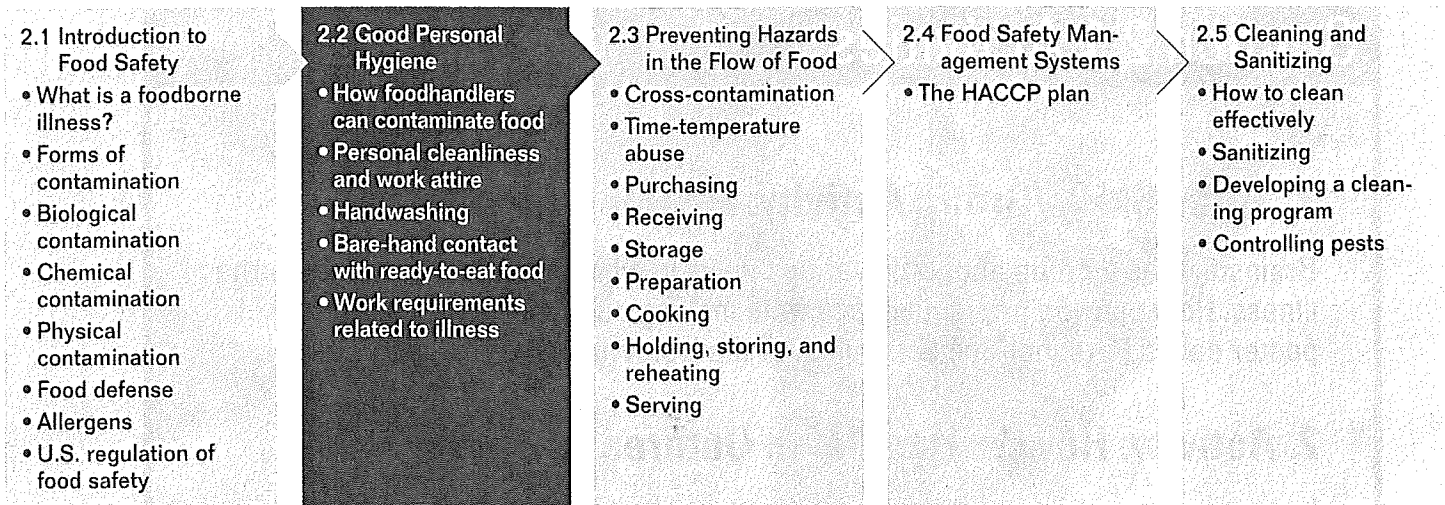 2.1 Introduction to
Food Safety
• What is a foodborne
illness?
• Forms of
contamination
• Biological
contamination
• Chemical
contamination
• Physical
contamination
• Food defense
• Allergens
• U.S. regulation of
food safety
2.2 Good Personal
Hygiene
• How foodhandlers
can contaminate food
• Personal cleanliness
and work attire
• Handwashing
• Bare-hand contact
with ready-to-eat food
• Work requirements
related to illness
2.3 Preventing Hazards
in the Flow of Food
• Cross-contamination
• Time-temperature
abuse
• Purchasing
• Receiving
• Storage
• Preparation
• Cooking
• Holding, storing, and
reheating
• Serving
2.4 Food Safety Man-
agement Systems
• The HACCP plan
2.5 Cleaning and
Sanitizing
• How to clean
effectively
• Sanitizing
• Developing a clean-
ing program
• Controlling pests